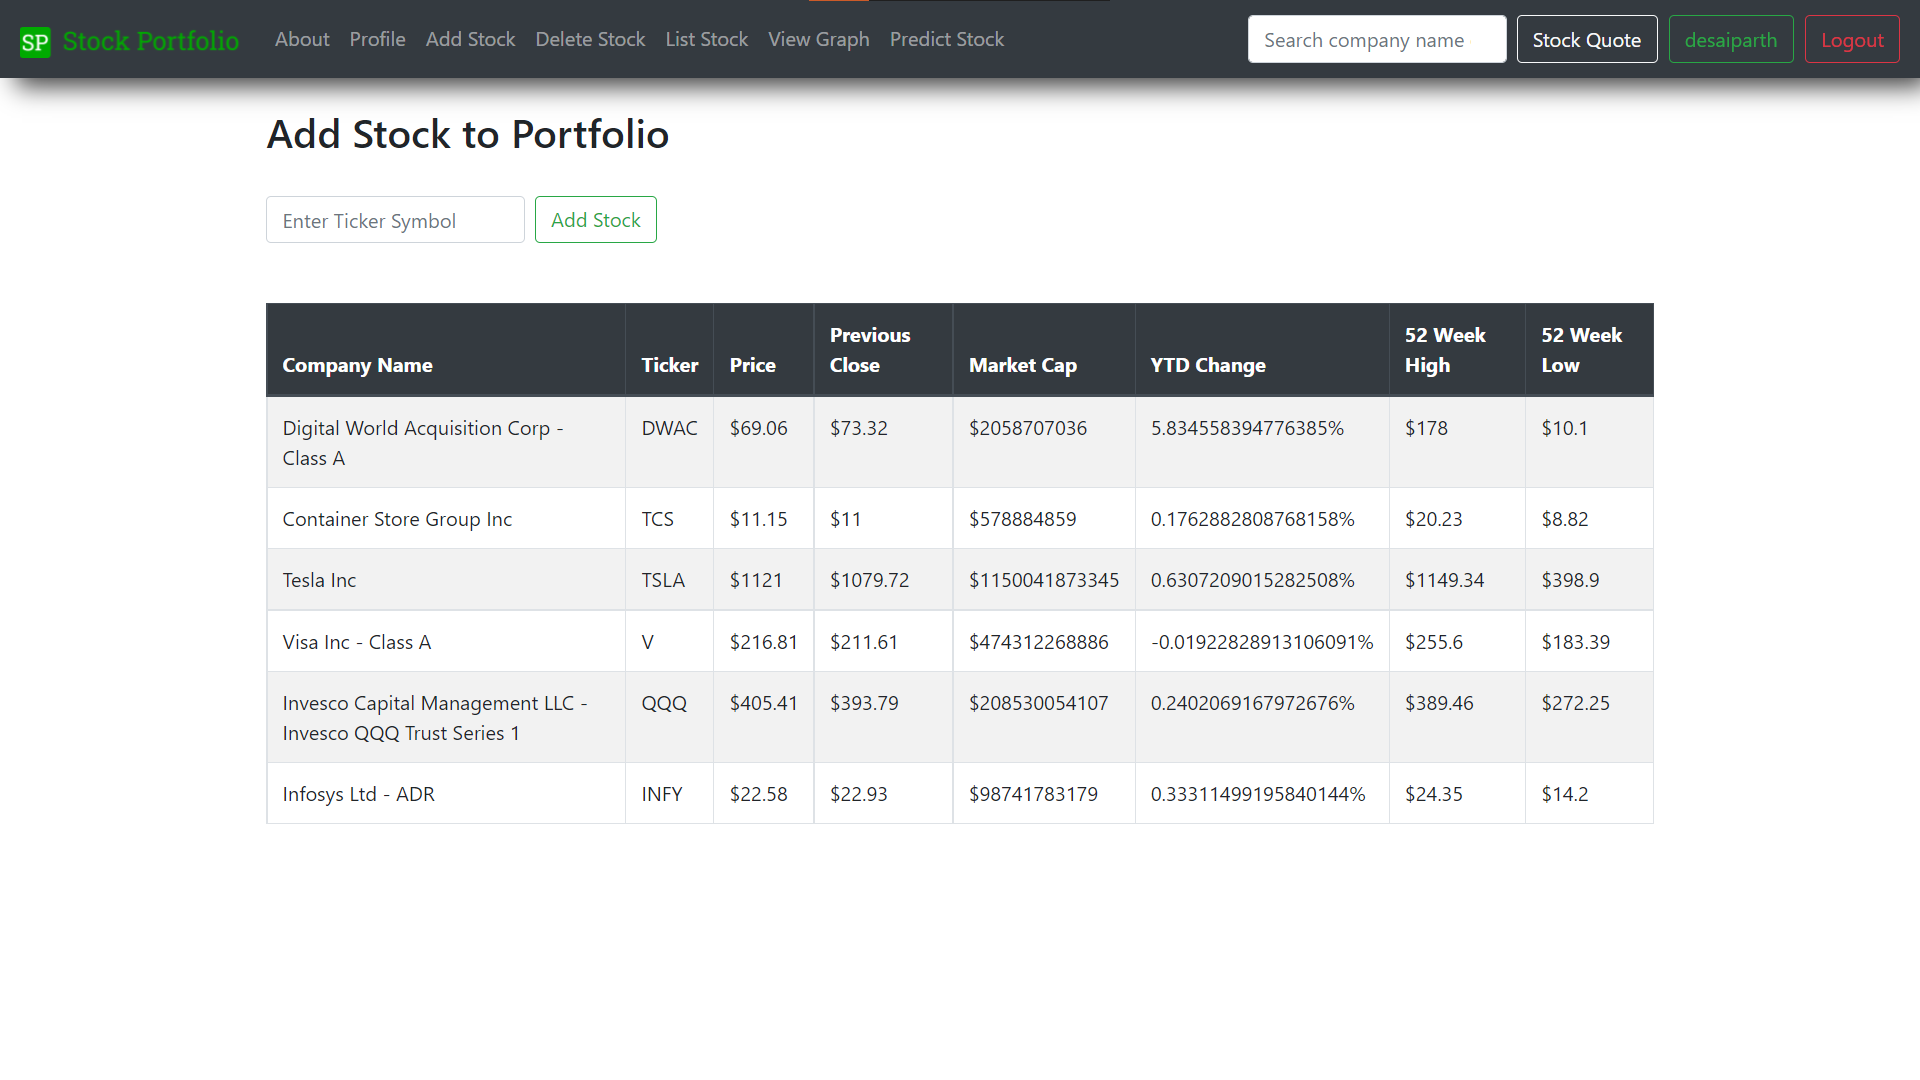 SP Stock Portfolio About Profile Add Stock Delete Stock List Stock View Graph Predict Stock Search company name Stock Quote desaiparth Logout
Add Stock to Portfolio
Enter Ticker Symbol Add Stock
Company Name Ticker Price Previous Close Market Cap YTD Change 52 Week High 52 Week Low
Digital World Acquisition Corp - Class A DWAC $69.06 $73.32 $2058707036 5.834558394776385% $178 $10.1
Container Store Group Inc TCS $11.15 $11 $578884859 0.1762882808768158% $20.23 $8.82
Tesla Inc TSLA $1121 $1079.72 $1150041873345 0.6307209015282508% $1149.34 $398.9
Visa Inc - Class A V $216.81 $211.61 $474312268886 -0.01922828913106091% $255.6 $183.39
Invesco Capital Management LLC - Invesco QQQ Trust Series 1 QQQ $405.41 $393.79 $208530054107 0.2402069167972676% $389.46 $272.25
Infosys Ltd - ADR INFY $22.58 $22.93 $98741783179 0.33311499195840144% $24.35 $14.2